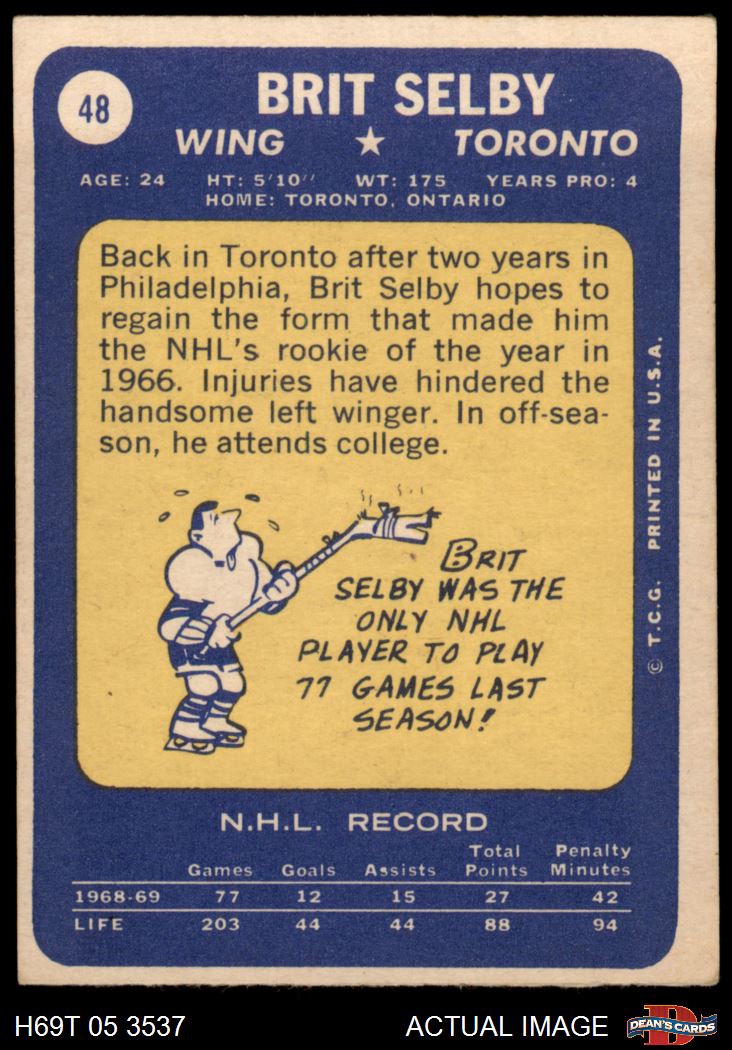 48
BRIT SELBY
WING ★ TORONTO
AGE: 24 HT: 5'10'' WT: 175 YEARS PRO: 4
HOME: TORONTO, ONTARIO
Back in Toronto after two years in
Philadelphia, Brit Selby hopes to
regain the form that made him
the NHL's rookie of the year in
1966. Injuries have hindered the
handsome left winger. In off-sea-
son, he attends college.
BRIT
SELBY WAS THE
ONLY NHL
PLAYER TO PLAY
77 GAMES LAST
SEASON!
© T.C.G. PRINTED IN U.S.A.
N.H.L. RECORD
Games Goals Assists Total Points Penalty Minutes
1968-69 77 12 15 27 42
LIFE 203 44 44 88 94
H69T 05 3537 ACTUAL IMAGE
D
DEAN'S CARDS